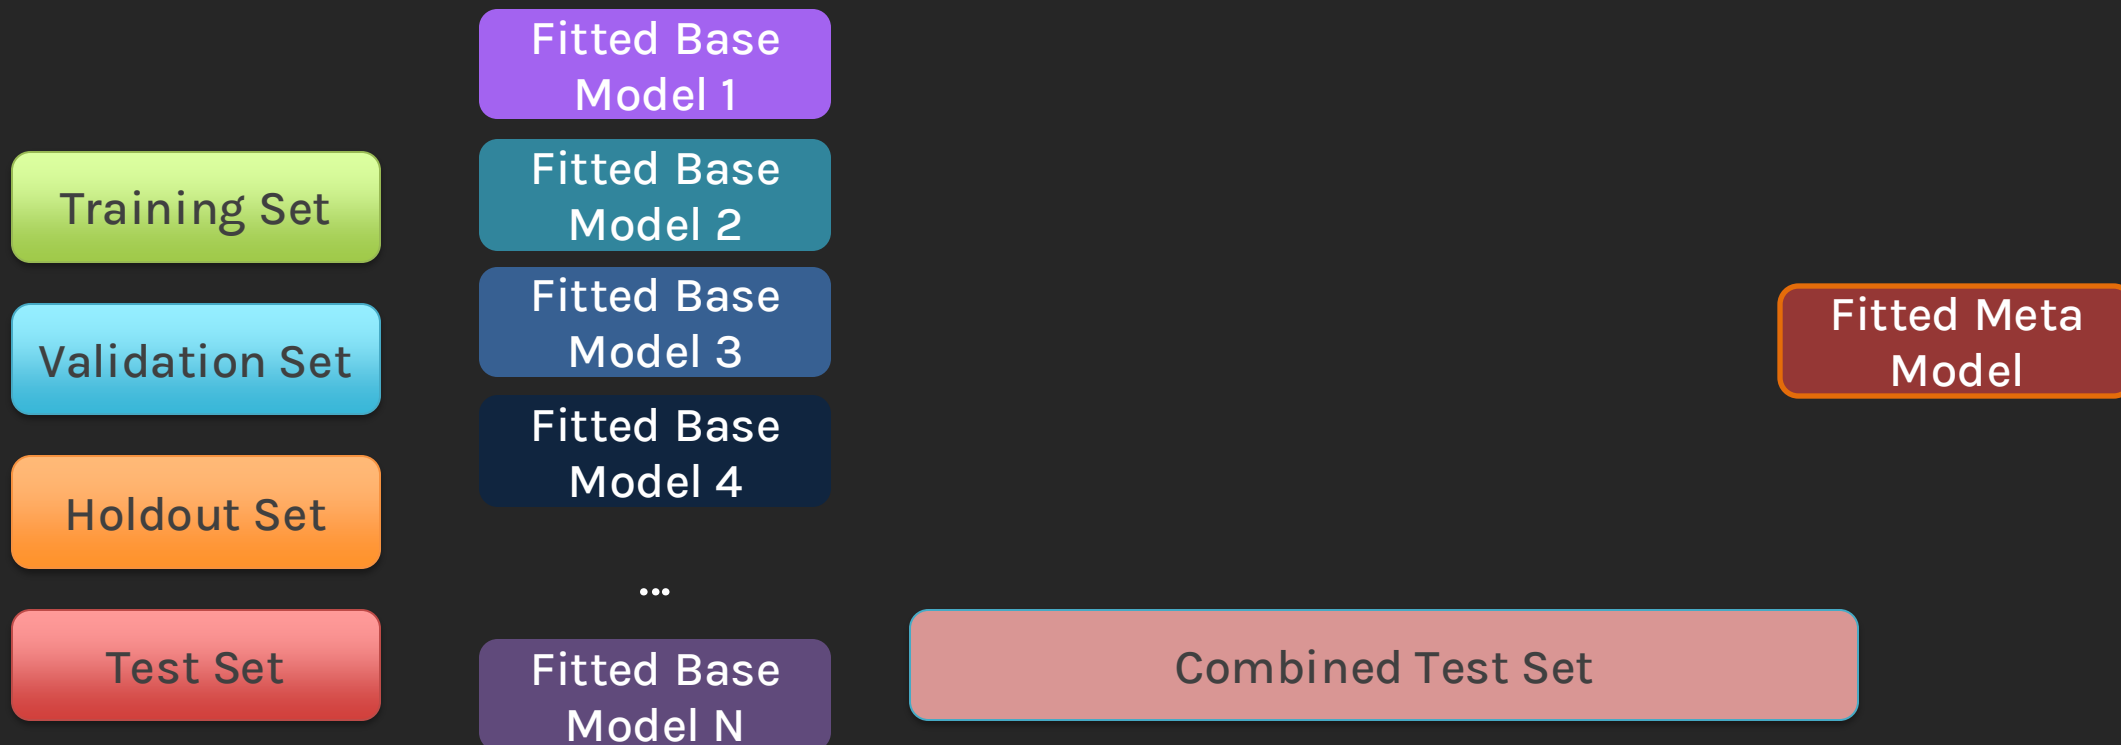 Training Set
Validation Set
Holdout Set
Test Set
Fitted Base
Model 1
Fitted Base
Model 2
Fitted Base
Model 3
Fitted Base
Model 4
...
Fitted Base
Model N
Combined Test Set
Fitted Meta
Model